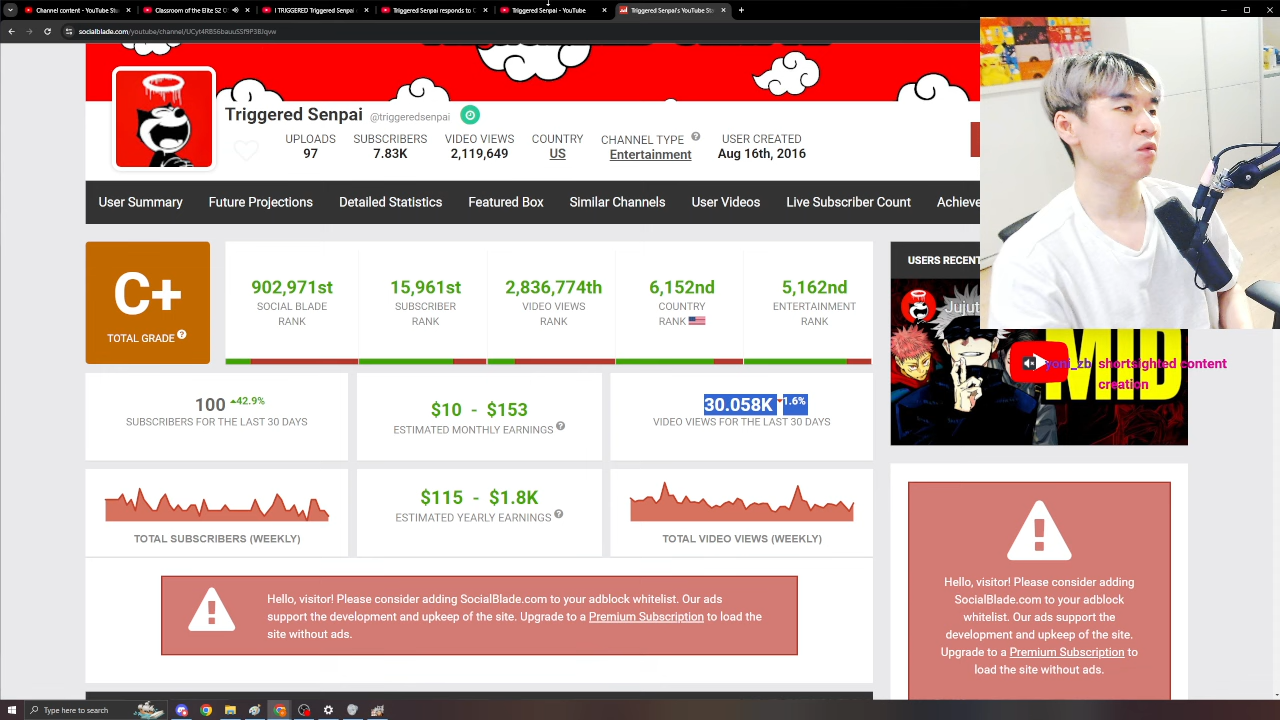 Channel content - YouTube S
Classroom of the Elite S2 O
I TRIGGERED Triggered Senpai
Triggered Senpai responds to C
Triggered Senpai - YouTube
Triggered Senpai's YouTube St
socialblade.com/youtube/channel/UCyt4RB56bauuSSf9P3BJqvw
Triggered Senpai @triggeredsenpai
UPLOADS SUBSCRIBERS VIDEO VIEWS COUNTRY CHANNEL TYPE USER CREATED
97 7.83K 2,119,649 US Entertainment Aug 16th, 2016
User Summary Future Projections Detailed Statistics Featured Box Similar Channels User Videos Live Subscriber Count Achieve
C+
TOTAL GRADE
902,971st 15,961st 2,836,774th 6,152nd 5,162nd
SOCIAL BLADE SUBSCRIBER VIDEO VIEWS COUNTRY ENTERTAINMENT
RANK RANK RANK RANK RANK
USERS RECENT
Jujut
MID
yoni_zb shortsighted content
creation
100 42.9%
SUBSCRIBERS FOR THE LAST 30 DAYS
$10 - $153
ESTIMATED MONTHLY EARNINGS
30.058K 1.6%
VIDEO VIEWS FOR THE LAST 30 DAYS
TOTAL SUBSCRIBERS (WEEKLY)
$115 - $1.8K
ESTIMATED YEARLY EARNINGS
TOTAL VIDEO VIEWS (WEEKLY)
Hello, visitor! Please consider adding SocialBlade.com to your adblock whitelist. Our ads
support the development and upkeep of the site. Upgrade to a Premium Subscription to load the
site without ads.
Hello, visitor! Please consider adding
SocialBlade.com to your adblock
whitelist. Our ads support the
development and upkeep of the site.
Upgrade to a Premium Subscription to
load the site without ads.
Type here to search